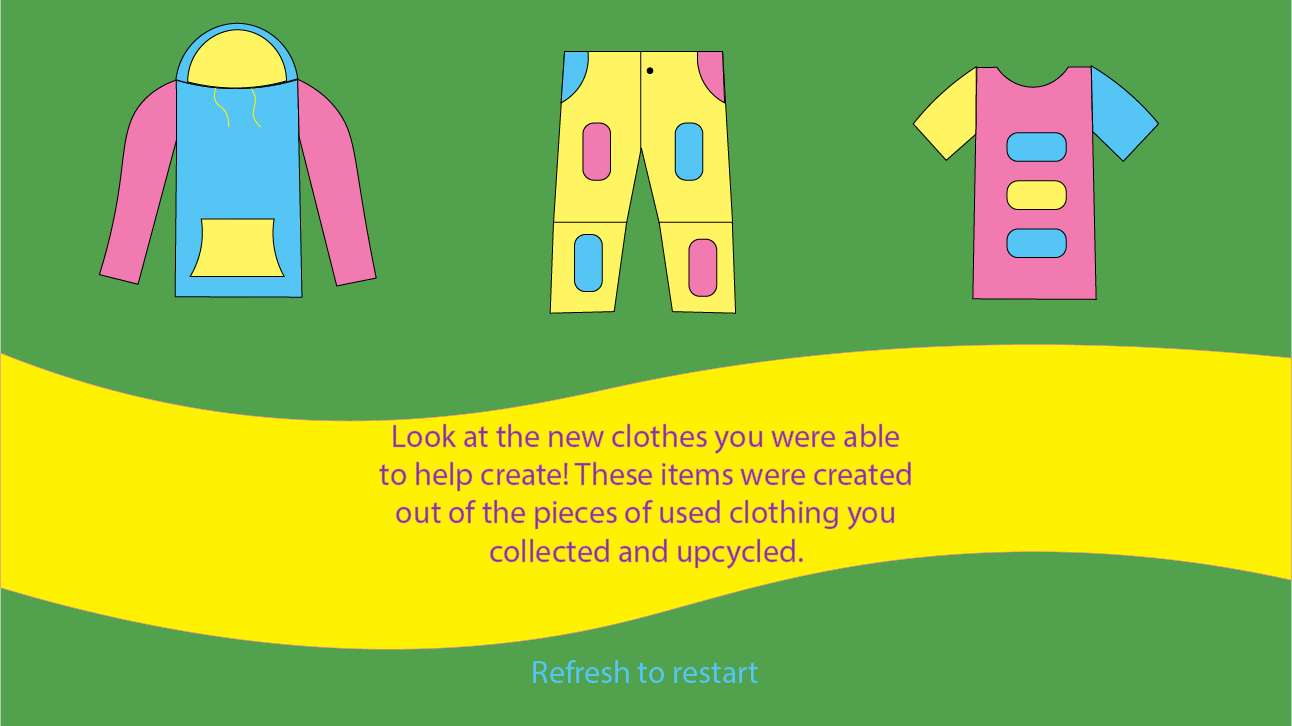 Look at the new clothes you were able
to help create! These items were created
out of the pieces of used clothing you
collected and upcycled.
Refresh to restart